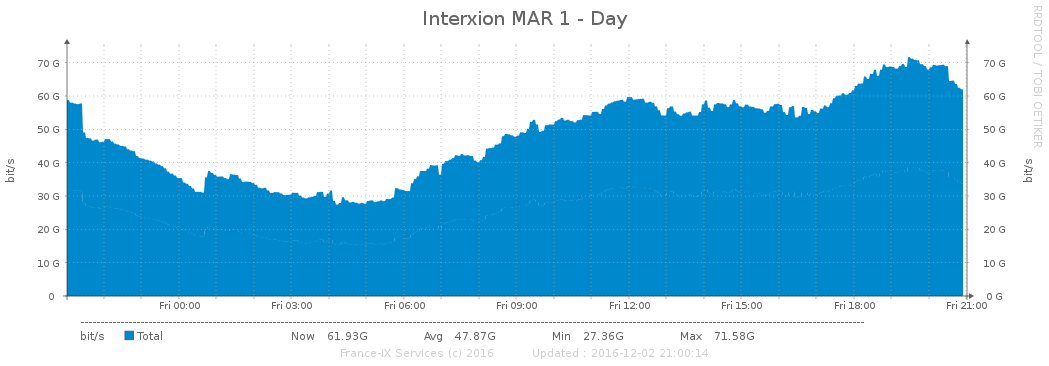 Interxion MAR 1 - Day
RRDTOOL / TOBI OETIKER
bit/s
70 G
60 G
50 G
40 G
30 G
20 G
10 G
0
70 G
60 G
50 G
40 G
30 G
20 G
10 G
0 G
bit/s
Fri 00:00 Fri 03:00 Fri 06:00 Fri 09:00 Fri 12:00 Fri 15:00 Fri 18:00 Fri 21:00
bit/s Total Now 61.93G Avg 47.87G Min 27.36G Max 71.58G
France-IX Services (c) 2016 Updated : 2016-12-02 21:00:14